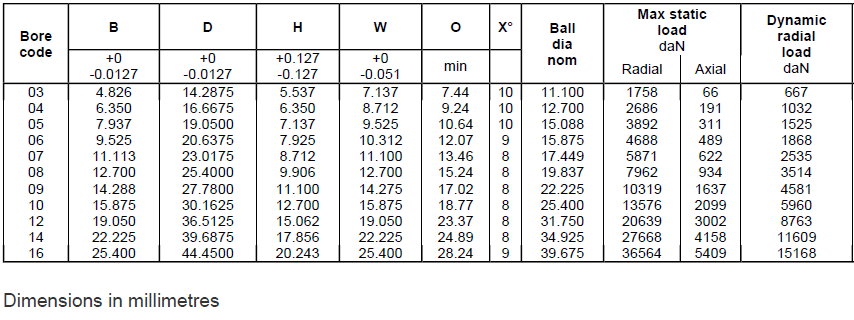 Bore code B D H W O X° Ball dia nom Max static load daN Dynamic radial load daN
+0 -0.0127 +0 -0.0127 +0.127 -0.127 +0 -0.051 min Radial Axial
03 4.826 14.2875 5.537 7.137 7.44 10 11.100 1758 66 667
04 6.350 16.6675 6.350 8.712 9.24 10 12.700 2686 191 1032
05 7.937 19.0500 7.137 9.525 10.64 10 15.088 3892 311 1525
06 9.525 20.6375 7.925 10.312 12.07 9 15.875 4688 489 1868
07 11.113 23.0175 8.712 11.100 13.46 8 17.449 5871 622 2535
08 12.700 25.4000 9.906 12.700 15.24 8 19.837 7962 934 3514
09 14.288 27.7800 11.100 14.275 17.02 8 22.225 10319 1637 4581
10 15.875 30.1625 12.700 15.875 18.77 8 25.400 13576 2099 5960
12 19.050 36.5125 15.062 19.050 23.37 8 31.750 20639 3002 8763
14 22.225 39.6875 17.856 22.225 24.89 8 34.925 27668 4158 11609
16 25.400 44.4500 20.243 25.400 28.24 9 39.675 36564 5409 15168
Dimensions in millimetres